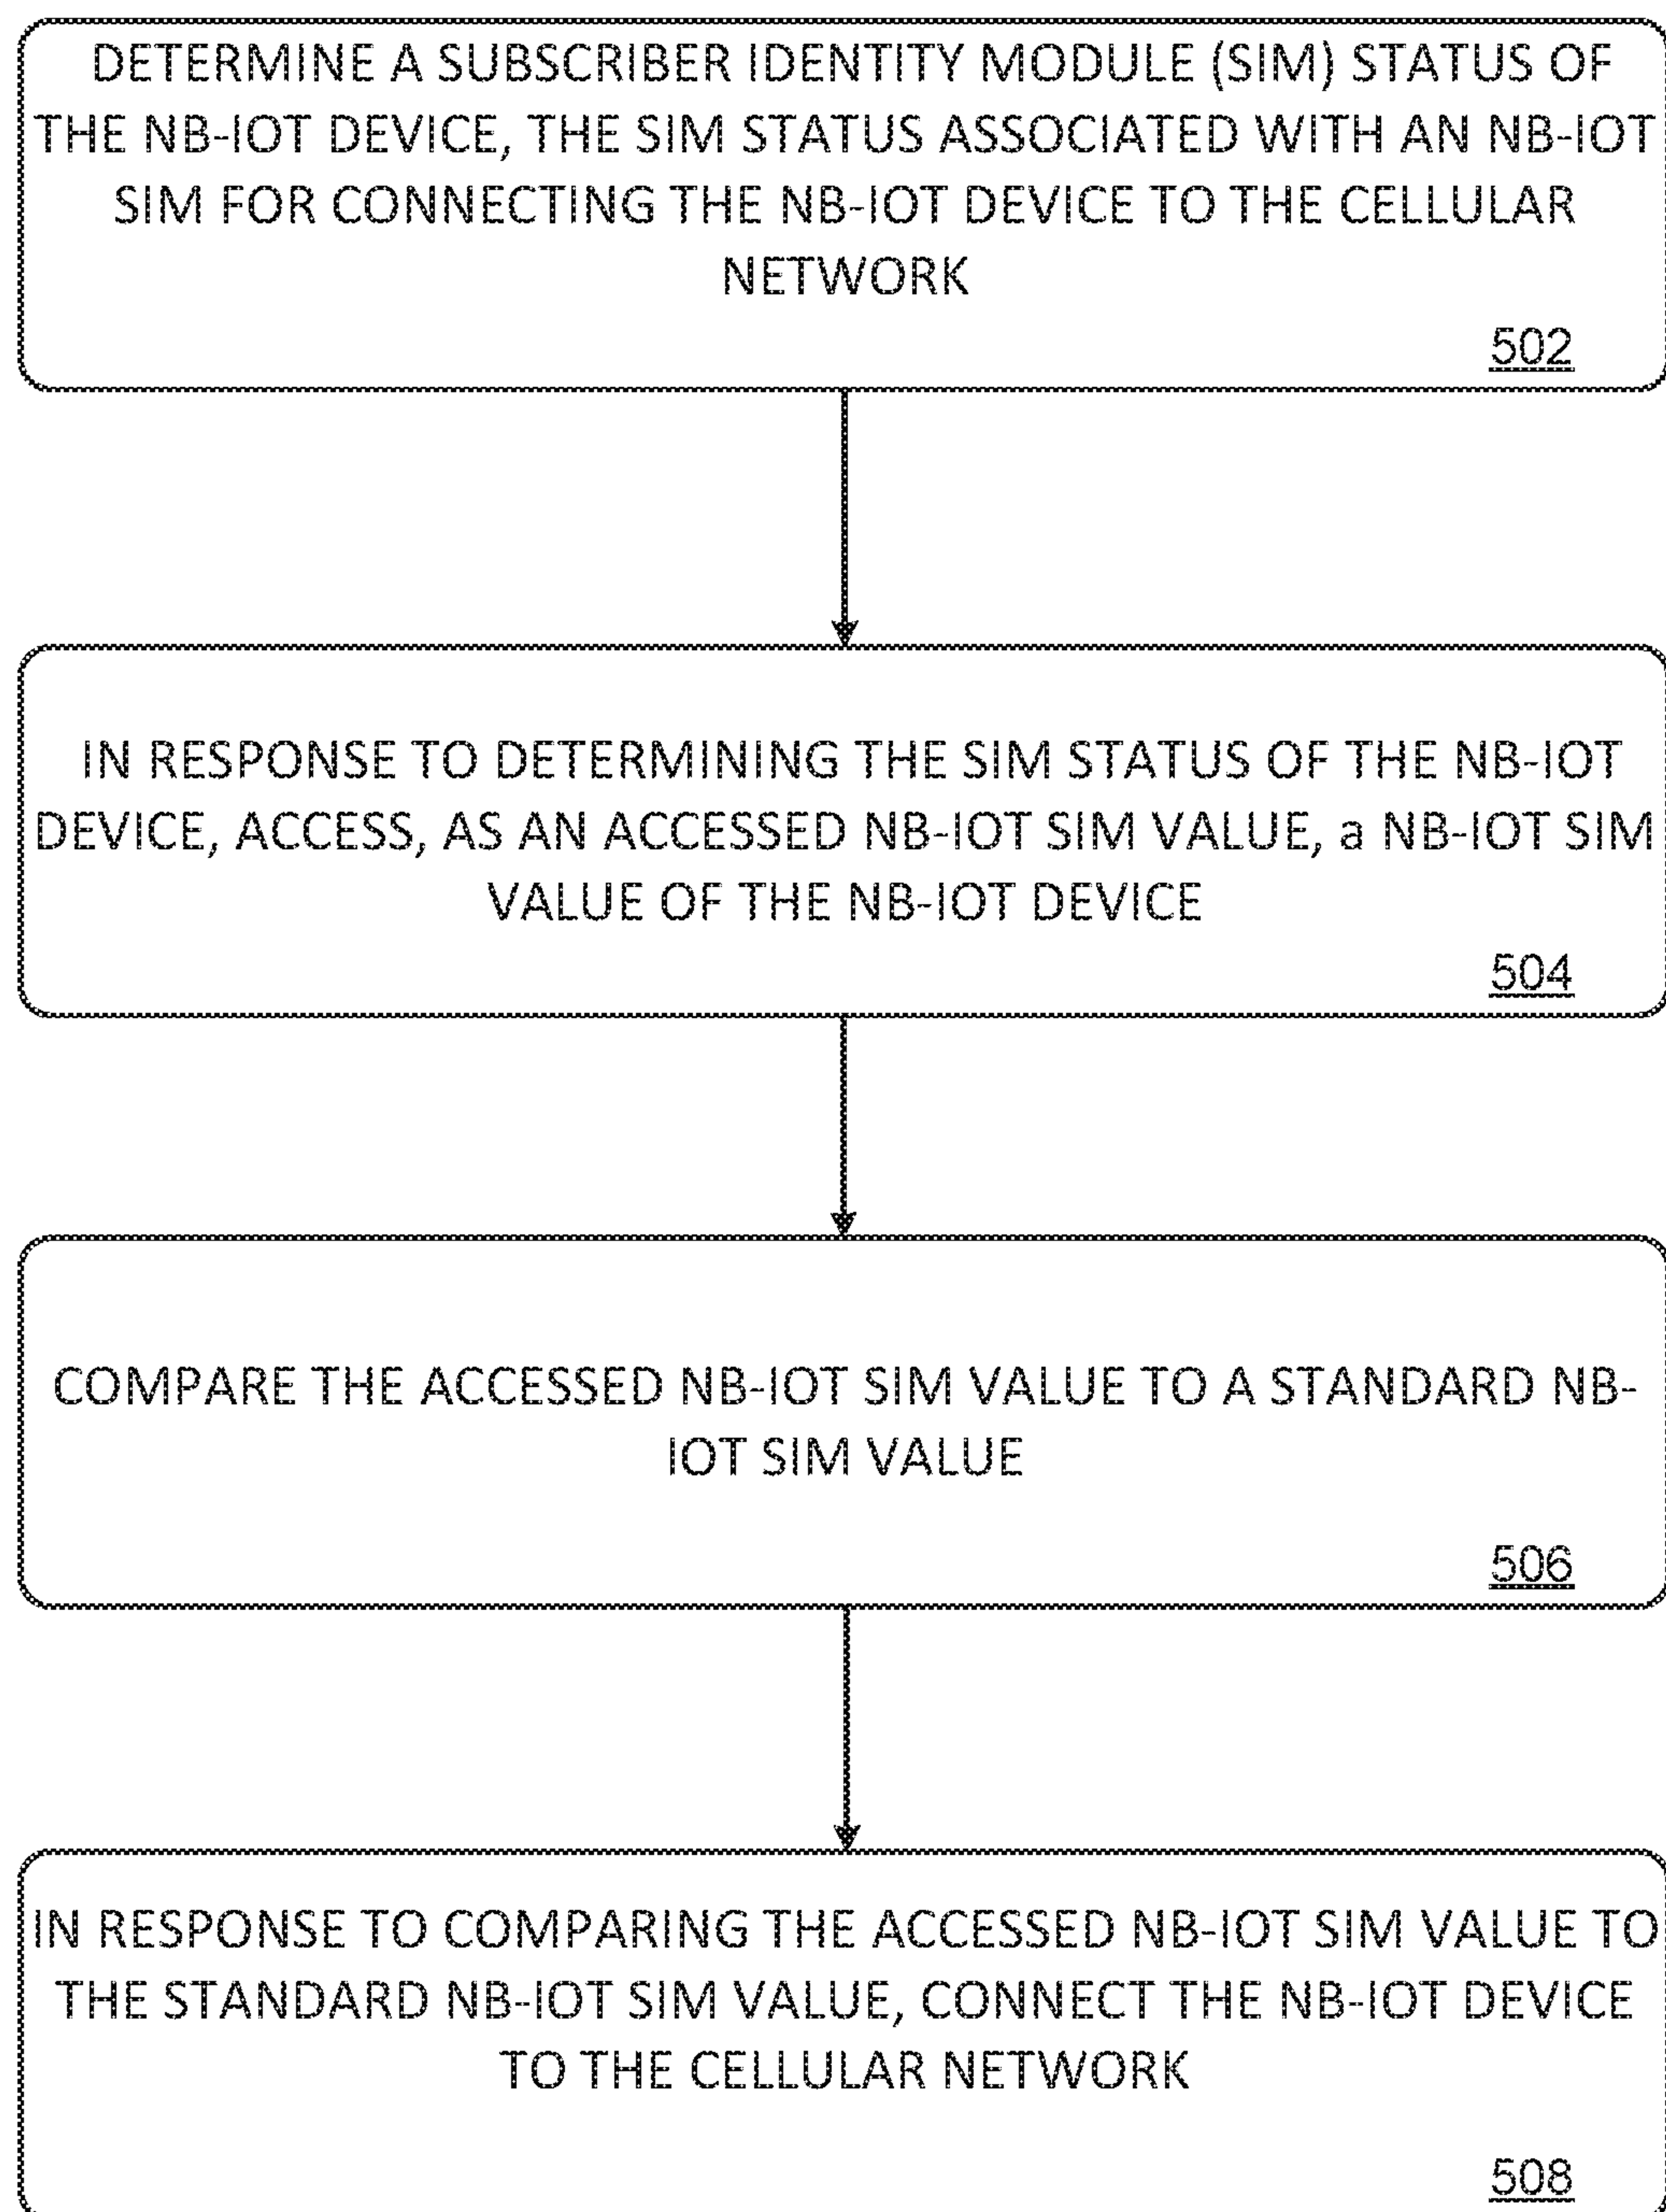 DETERMINE A SUBSCRIBER IDENTITY MODULE (SIM) STATUS OF
THE NB-IOT DEVICE, THE SIM STATUS ASSOCIATED WITH AN NB-IOT
SIM FOR CONNECTING THE NB-IOT DEVICE TO THE CELLULAR
NETWORK
502
IN RESPONSE TO DETERMINING THE SIM STATUS OF THE NB-IOT
DEVICE, ACCESS, AS AN ACCESSED NB-IOT SIM VALUE, a NB-IOT SIM
VALUE OF THE NB-IOT DEVICE
504
COMPARE THE ACCESSED NB-IOT SIM VALUE TO A STANDARD NB-
IOT SIM VALUE
506
IN RESPONSE TO COMPARING THE ACCESSED NB-IOT SIM VALUE TO
THE STANDARD NB-IOT SIM VALUE, CONNECT THE NB-IOT DEVICE
TO THE CELLULAR NETWORK
508